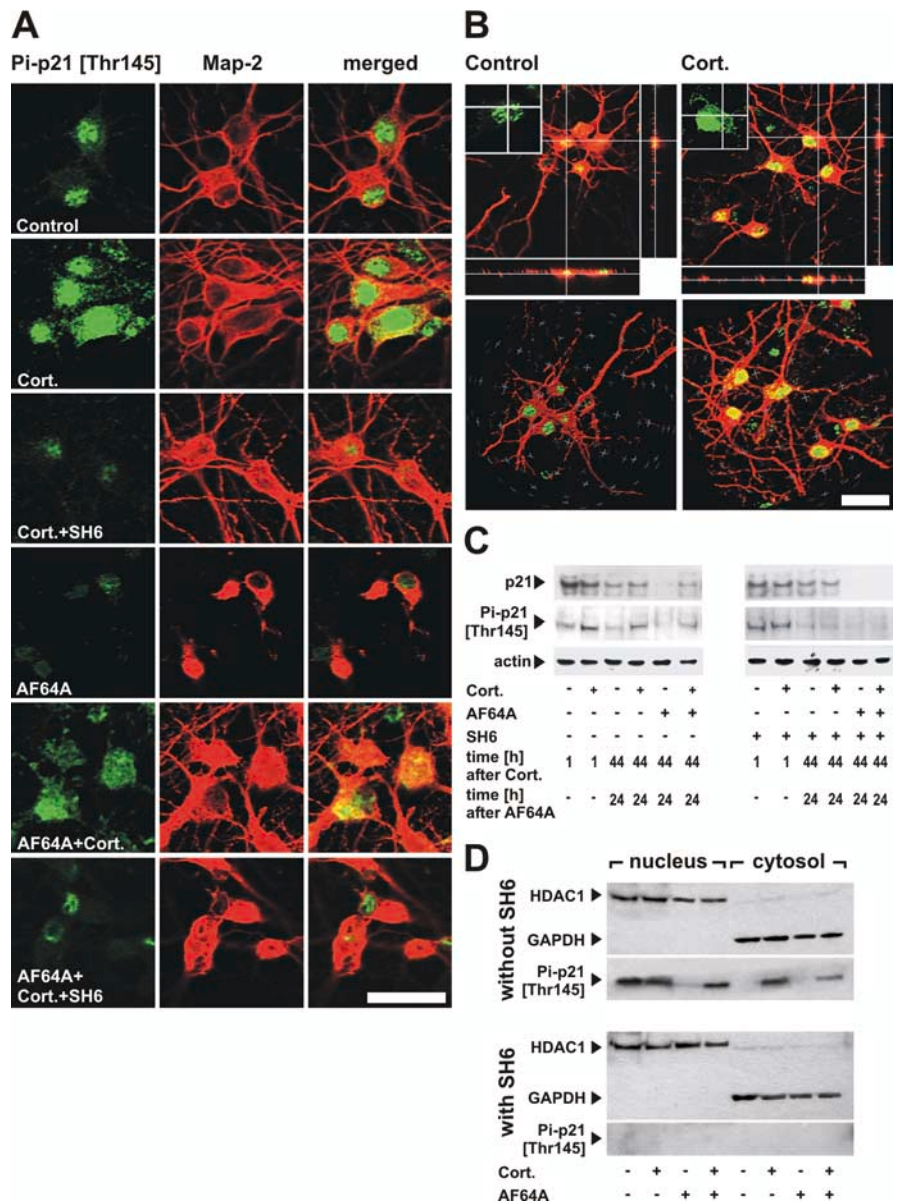 A
Pi-p21 [Thr145] Map-2 merged
Control
Cort.
Cort.+SH6
AF64A
AF64A+Cort.
AF64A+
Cort.+SH6
B
Control Cort.
C
p21
Pi-p21
[Thr145]
actin
Cort. - + - + - + - + - + - +
AF64A - - - - + + - - - - + +
SH6 - - - - - - + + + + + +
time [h]
after Cort. 1 1 44 44 44 44 1 1 44 44 44 44
time [h]
after AF64A - - 24 24 24 24 - - 24 24 24 24
D
nucleus cytosol
without SH6
HDAC1
GAPDH
Pi-p21
[Thr145]
with SH6
HDAC1
GAPDH
Pi-p21
[Thr145]
Cort. - + - + - + - +
AF64A - - + + - - + +